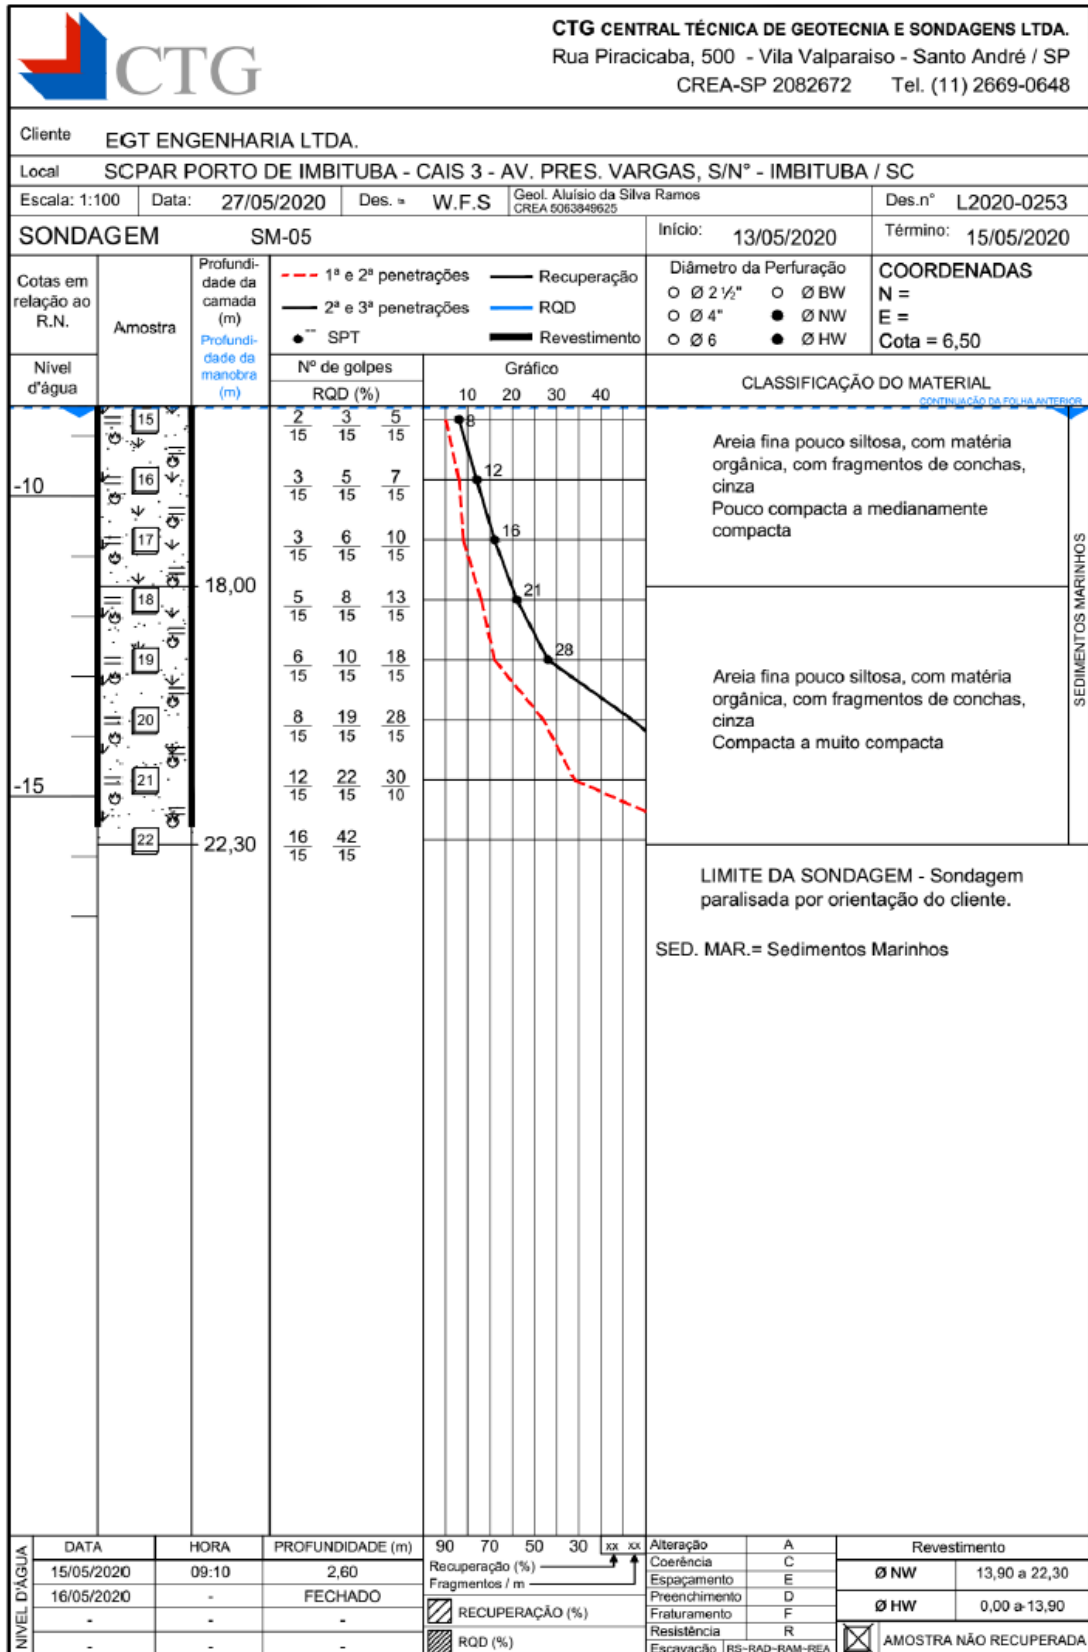 CTG
CTG CENTRAL TÉCNICA DE GEOTECNIA E SONDAGENS LTDA.
Rua Piracicaba, 500 - Vila Valparaiso - Santo André / SP
CREA-SP 2082672 Tel. (11) 2669-0648
Cliente EGT ENGENHARIA LTDA.
Local SCPAR PORTO DE IMBITUBA - CAIS 3 - AV. PRES. VARGAS, S/N° - IMBITUBA / SC
Escala: 1:100 Data: 27/05/2020 Des. = W.F.S Geol. Aluísio da Silva Ramos
CREA 5063849625
Des.n° L2020-0253
SONDAGEM SM-05 Início: 13/05/2020 Término: 15/05/2020
Cotas em
relação ao
R.N.
Nível
d'água
Amostra
Profundi-
dade da
camada
(m)
Profundi-
dade da
manobra
(m)
1ª e 2ª penetrações Recuperação
2ª e 3ª penetrações RQD
SPT Revestimento
Nº de golpes
RQD (%)
Gráfico
10 20 30 40
Diâmetro da Perfuração
Ø 2 ½" Ø BW
Ø 4" Ø NW
Ø 6 Ø HW
COORDENADAS
N =
E =
Cota = 6,50
CLASSIFICAÇÃO DO MATERIAL
CONTINUAÇÃO DA FOLHA ANTERIOR
15 2/15 3/15 5/15 8
-10
16 3/15 5/15 7/15 12
17 3/15 6/15 10/15 16
18,00
18 5/15 8/15 13/15 21
19 6/15 10/15 18/15 28
20 8/15 19/15 28/15
-15
21 12/15 22/15 30/10
22 22,30 16/15 42/15
Areia fina pouco siltosa, com matéria
orgânica, com fragmentos de conchas,
cinza
Pouco compacta a medianamente
compacta
Areia fina pouco siltosa, com matéria
orgânica, com fragmentos de conchas,
cinza
Compacta a muito compacta
SEDIMENTOS MARINHOS
LIMITE DA SONDAGEM - Sondagem
paralisada por orientação do cliente.
SED. MAR.= Sedimentos Marinhos
NIVEL D'ÁGUA
DATA HORA PROFUNDIDADE (m)
15/05/2020 09:10 2,60
16/05/2020 - FECHADO
- - -
- - -
90 70 50 30 xx xx
Recuperação (%)
Fragmentos / m
RECUPERAÇÃO (%)
RQD (%)
Alteração A
Coerência C
Espaçamento E
Preenchimento D
Fraturamento F
Resistência R
Escavação RS-RAD-RAM-REA
Revestimento
Ø NW 13,90 a 22,30
Ø HW 0,00 a 13,90
AMOSTRA NÃO RECUPERADA